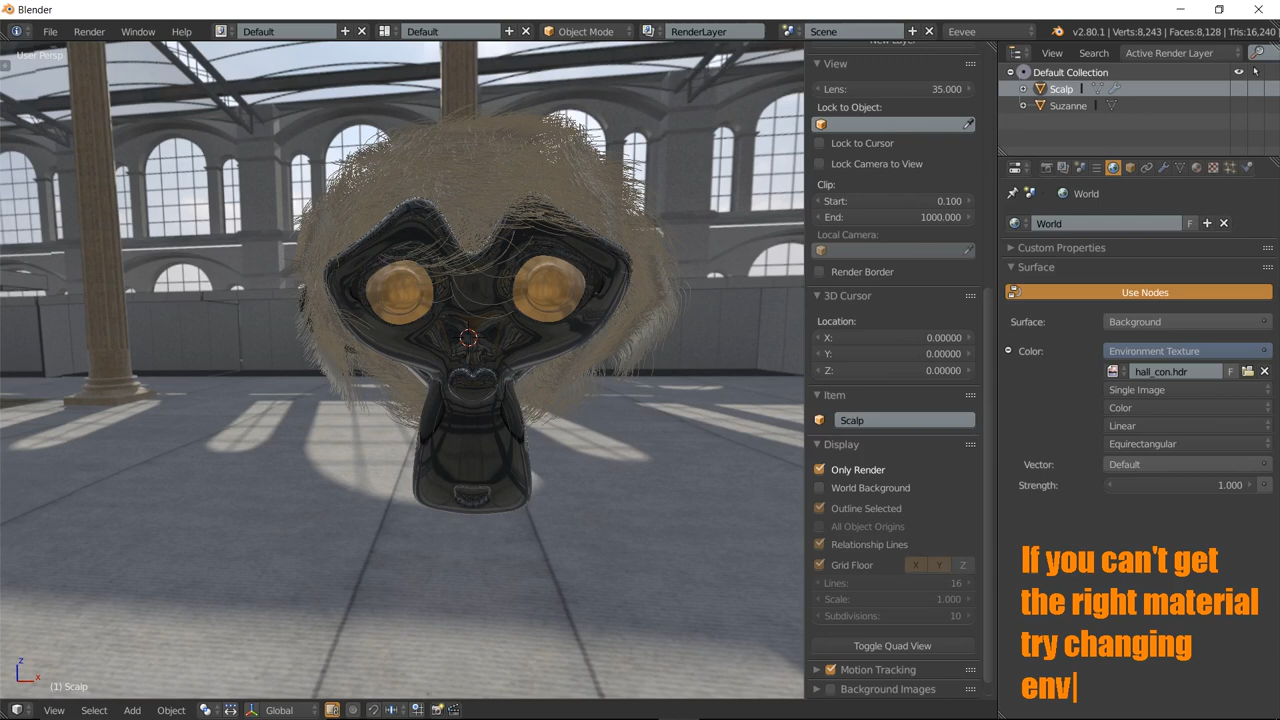 Blender
File Render Window Help Default Default Object Mode RenderLayer Scene Eevee v2.80.1 | Verts:8,243 | Faces:8,128 | Tris:16,240
User Persp
View
Lens: 35.000
Lock to Object:
Lock to Cursor
Lock Camera to View
Clip:
Start: 0.100
End: 1000.000
Local Camera:
Render Border
3D Cursor
Location:
X: 0.00000
Y: 0.00000
Z: 0.00000
Item
Scalp
Display
Only Render
World Background
Outline Selected
All Object Origins
Relationship Lines
Grid Floor X Y Z
Lines: 16
Scale: 1.000
Subdivisions: 10
Toggle Quad View
Motion Tracking
Background Images
View Search Active Render Layer
Default Collection
Scalp
Suzanne
World
World F
Custom Properties
Surface
Use Nodes
Surface: Background
Color: Environment Texture
hall_con.hdr F
Single Image
Color
Linear
Equirectangular
Vector: Default
Strength: 1.000
If you can't get
the right material
try changing
env|
z
x
(1) Scalp
View Select Add Object Global